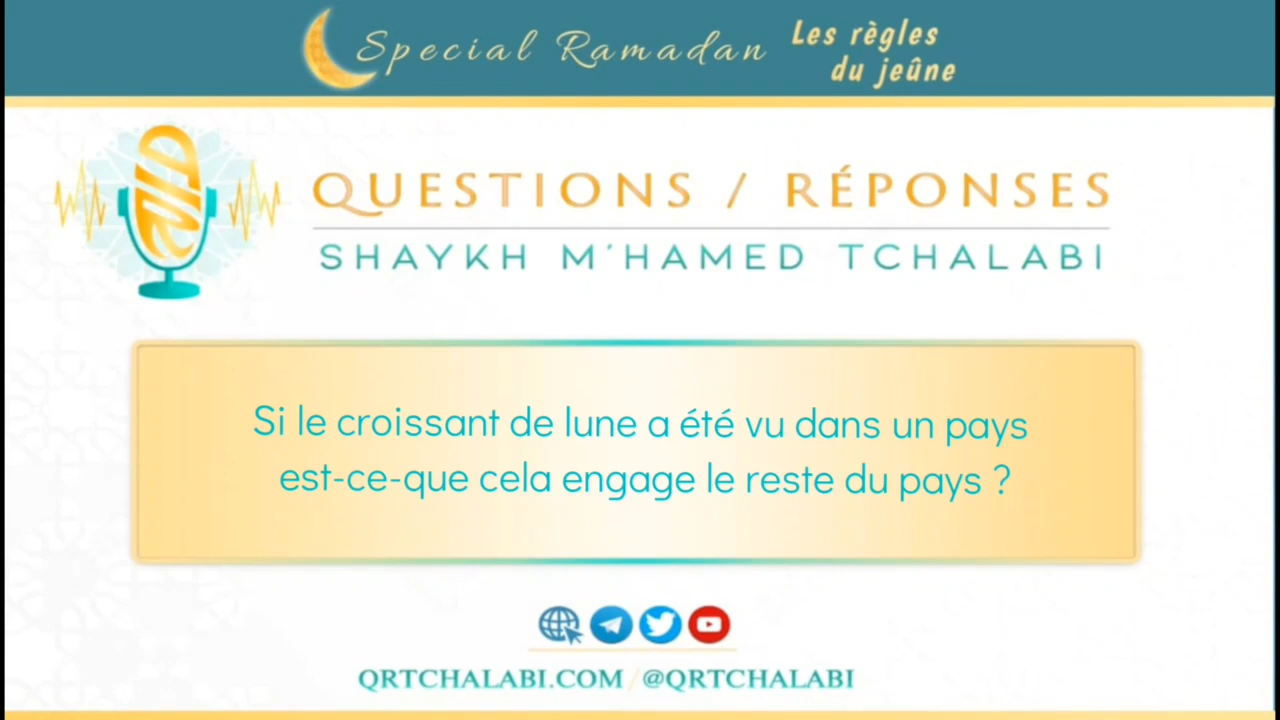 Special Ramadan
Les règles
du jeûne
QUESTIONS / RÉPONSES
SHAYKH M'HAMED TCHALABI
Si le croissant de lune a été vu dans un pays
est-ce-que cela engage le reste du pays ?
QRTCHALABI.COM / @QRTCHALABI